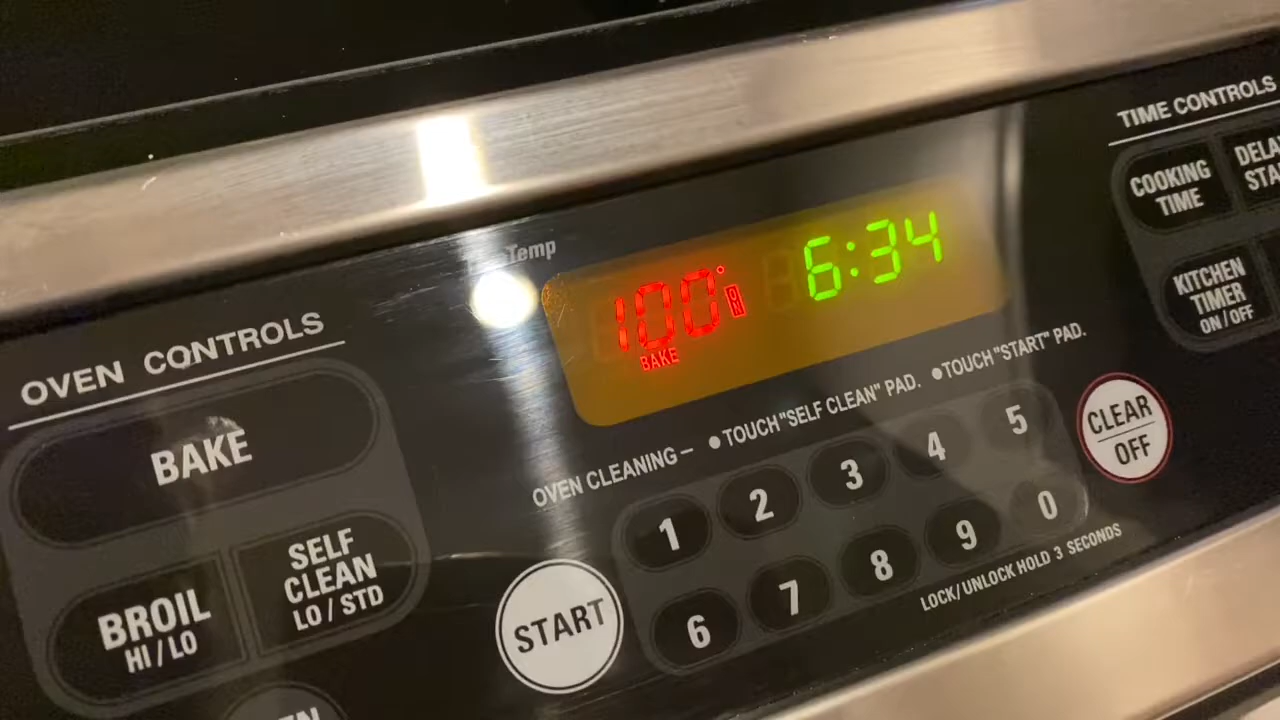 TIME CONTROLS
COOKING TIME
KITCHEN TIMER ON/OFF
Temp
100° ON 6:34
BAKE
OVEN CONTROLS
BAKE
BROIL HI/LO
SELF CLEAN LO/STD
OVEN CLEANING – •TOUCH "SELF CLEAN" PAD. •TOUCH "START" PAD.
START
1 2 3 4 5
6 7 8 9 0
CLEAR OFF
LOCK/UNLOCK HOLD 3 SECONDS